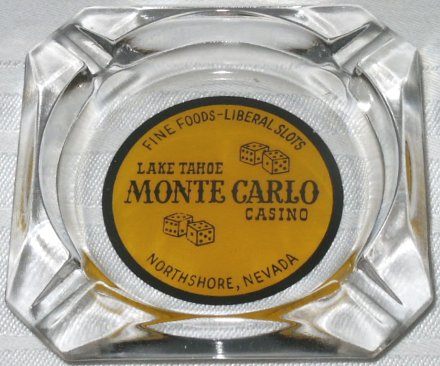 FINE FOODS-LIBERAL SLOTS
LAKE TAHOE
MONTE CARLO
CASINO
NORTHSHORE, NEVADA